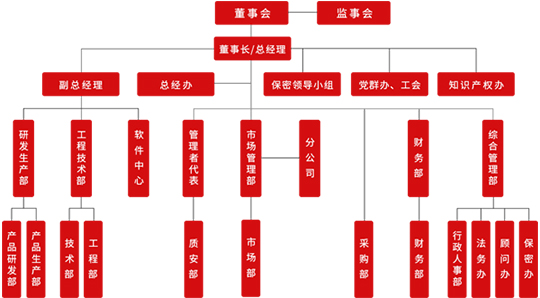 董事会
监事会
董事长/总经理
副总经理
总经办
保密领导小组
党群办、工会
知识产权办
研发生产部
工程技术部
软件中心
管理者代表
市场管理部
分公司
财务部
综合管理部
产品研发部
产品生产部
技术部
工程部
质安部
市场部
采购部
财务部
行政人事部
法务办
顾问办
保密办